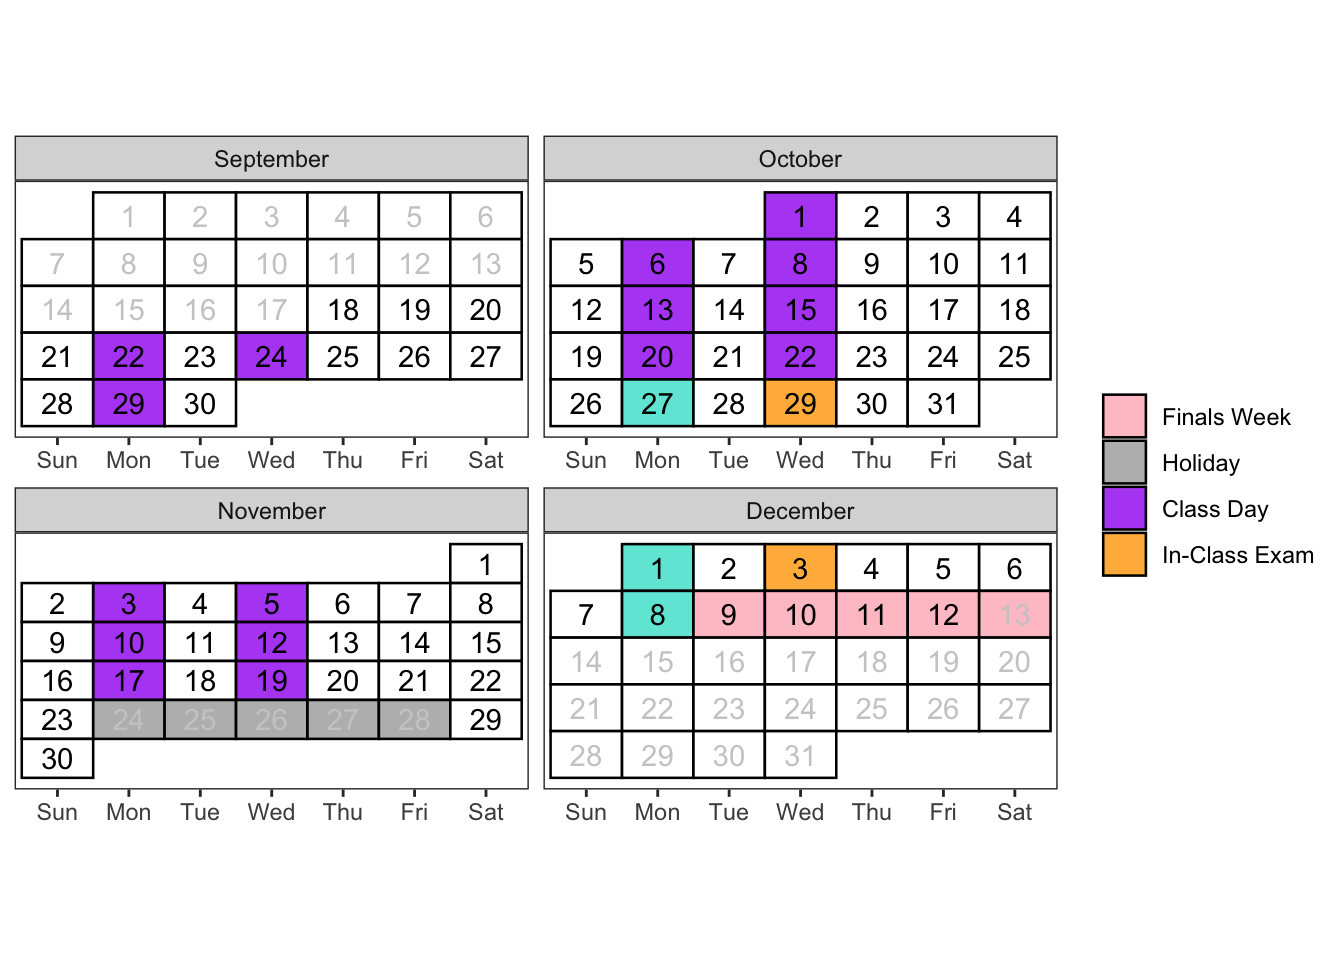 September
1 2 3 4 5 6
7 8 9 10 11 12 13
14 15 16 17 18 19 20
21 22 23 24 25 26 27
28 29 30
Sun Mon Tue Wed Thu Fri Sat
October
1 2 3 4
5 6 7 8 9 10 11
12 13 14 15 16 17 18
19 20 21 22 23 24 25
26 27 28 29 30 31
Sun Mon Tue Wed Thu Fri Sat
November
1
2 3 4 5 6 7 8
9 10 11 12 13 14 15
16 17 18 19 20 21 22
23 24 25 26 27 28 29
30
Sun Mon Tue Wed Thu Fri Sat
December
1 2 3 4 5 6
7 8 9 10 11 12 13
14 15 16 17 18 19 20
21 22 23 24 25 26 27
28 29 30 31
Sun Mon Tue Wed Thu Fri Sat
Finals Week
Holiday
Class Day
In-Class Exam